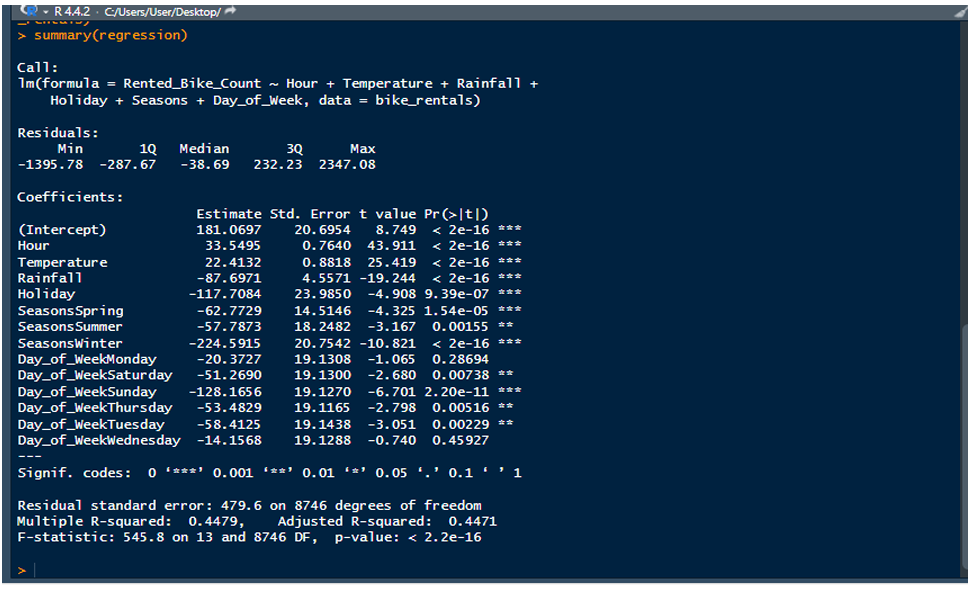 R 4.4.2 · C:/Users/User/Desktop/
_rentals)
> summary(regression)
Call:
lm(formula = Rented_Bike_Count ~ Hour + Temperature + Rainfall +
    Holiday + Seasons + Day_of_Week, data = bike_rentals)
Residuals:
     Min       1Q   Median       3Q      Max
-1395.78  -287.67   -38.69   232.23  2347.08
Coefficients:
                     Estimate Std. Error t value Pr(>|t|)
(Intercept)          181.0697    20.6954   8.749  < 2e-16 ***
Hour                  33.5495     0.7640  43.911  < 2e-16 ***
Temperature           22.4132     0.8818  25.419  < 2e-16 ***
Rainfall             -87.6971     4.5571 -19.244  < 2e-16 ***
Holiday             -117.7084    23.9850  -4.908 9.39e-07 ***
SeasonsSpring        -62.7729    14.5146  -4.325 1.54e-05 ***
SeasonsSummer        -57.7873    18.2482  -3.167  0.00155 **
SeasonsWinter       -224.5915    20.7542 -10.821  < 2e-16 ***
Day_of_WeekMonday    -20.3727    19.1308  -1.065  0.28694
Day_of_WeekSaturday  -51.2690    19.1300  -2.680  0.00738 **
Day_of_WeekSunday   -128.1656    19.1270  -6.701 2.20e-11 ***
Day_of_WeekThursday  -53.4829    19.1165  -2.798  0.00516 **
Day_of_WeekTuesday   -58.4125    19.1438  -3.051  0.00229 **
Day_of_WeekWednesday -14.1568    19.1288  -0.740  0.45927
---
Signif. codes:  0 ‘***’ 0.001 ‘**’ 0.01 ‘*’ 0.05 ‘.’ 0.1 ‘ ’ 1
Residual standard error: 479.6 on 8746 degrees of freedom
Multiple R-squared:  0.4479,    Adjusted R-squared:  0.4471
F-statistic: 545.8 on 13 and 8746 DF,  p-value: < 2.2e-16
>